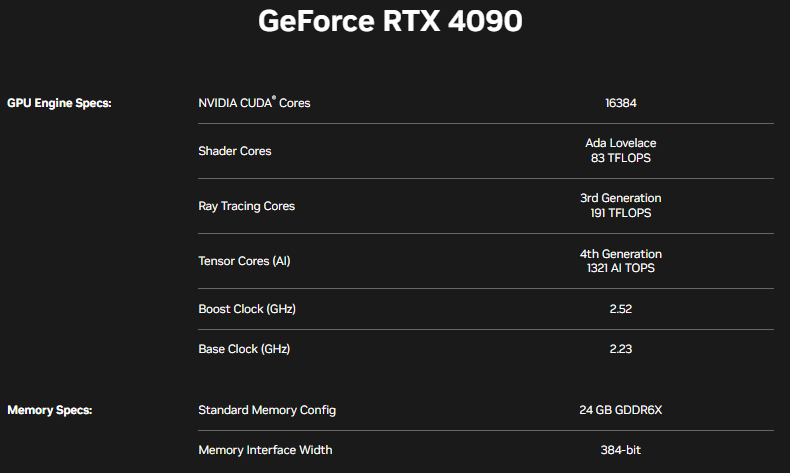 GeForce RTX 4090
GPU Engine Specs: NVIDIA CUDA® Cores 16384
Shader Cores Ada Lovelace
83 TFLOPS
Ray Tracing Cores 3rd Generation
191 TFLOPS
Tensor Cores (AI) 4th Generation
1321 AI TOPS
Boost Clock (GHz) 2.52
Base Clock (GHz) 2.23
Memory Specs: Standard Memory Config 24 GB GDDR6X
Memory Interface Width 384-bit